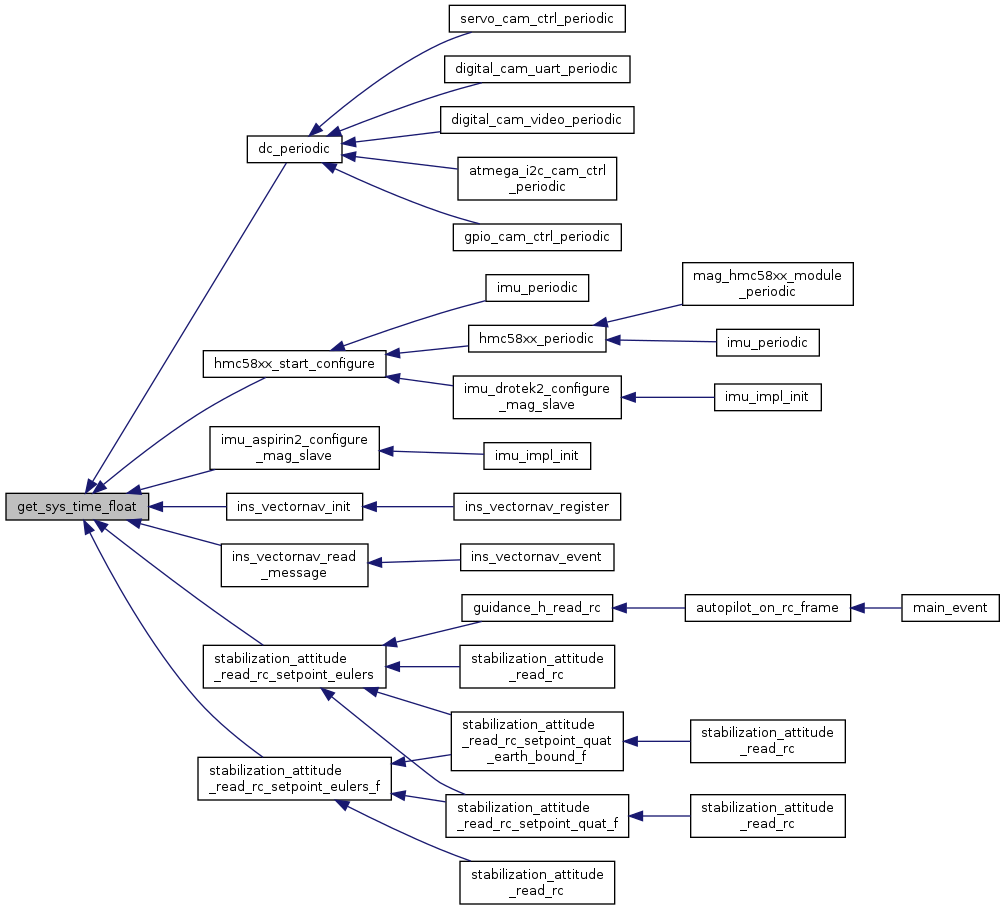 servo_cam_ctrl_periodic
digital_cam_uart_periodic
digital_cam_video_periodic
dc_periodic
atmega_i2c_cam_ctrl
_periodic
gpio_cam_ctrl_periodic
imu_periodic
mag_hmc58xx_module
_periodic
hmc58xx_periodic
imu_periodic
hmc58xx_start_configure
imu_drotek2_configure
_mag_slave
imu_impl_init
imu_aspirin2_configure
_mag_slave
imu_impl_init
get_sys_time_float
ins_vectornav_init
ins_vectornav_register
ins_vectornav_read
_message
ins_vectornav_event
guidance_h_read_rc
autopilot_on_rc_frame
main_event
stabilization_attitude
_read_rc_setpoint_eulers
stabilization_attitude
_read_rc
stabilization_attitude
_read_rc_setpoint_quat
_earth_bound_f
stabilization_attitude
_read_rc
stabilization_attitude
_read_rc_setpoint_eulers_f
stabilization_attitude
_read_rc_setpoint_quat_f
stabilization_attitude
_read_rc
stabilization_attitude
_read_rc